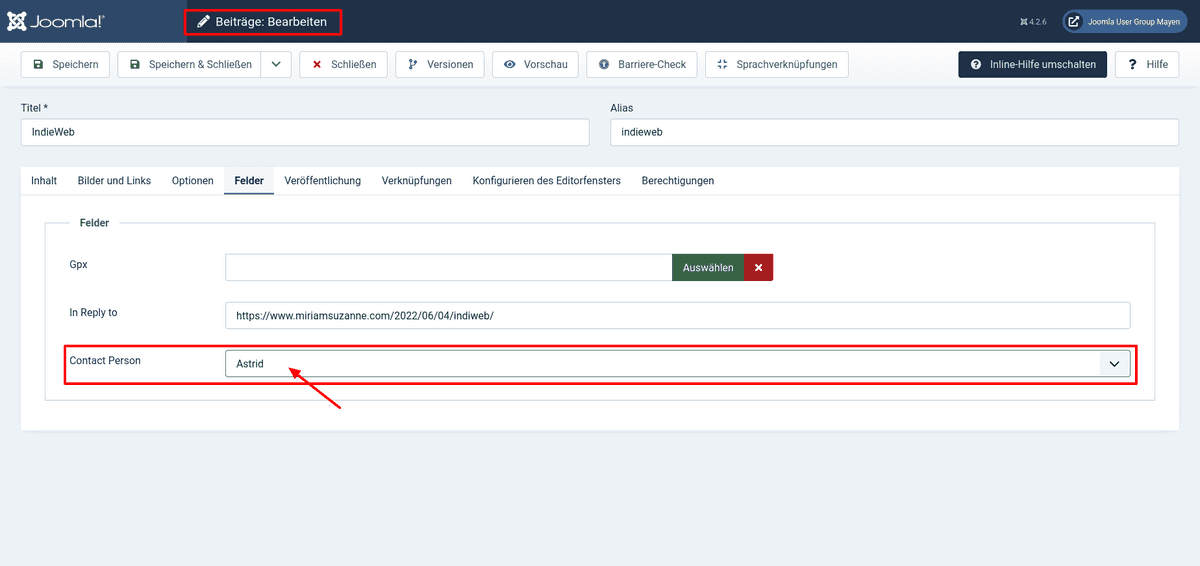 Joomla!® Beiträge: Bearbeiten 4.2.6 Joomla User Group Mayen
Speichern Speichern & Schließen Schließen Versionen Vorschau Barriere-Check Sprachverknüpfungen Inline-Hilfe umschalten Hilfe
Titel * Alias
IndieWeb indieweb
Inhalt Bilder und Links Optionen Felder Veröffentlichung Verknüpfungen Konfigurieren des Editorfensters Berechtigungen
Felder
Gpx Auswählen
In Reply to https://www.miriamsuzanne.com/2022/06/04/indiweb/
Contact Person Astrid